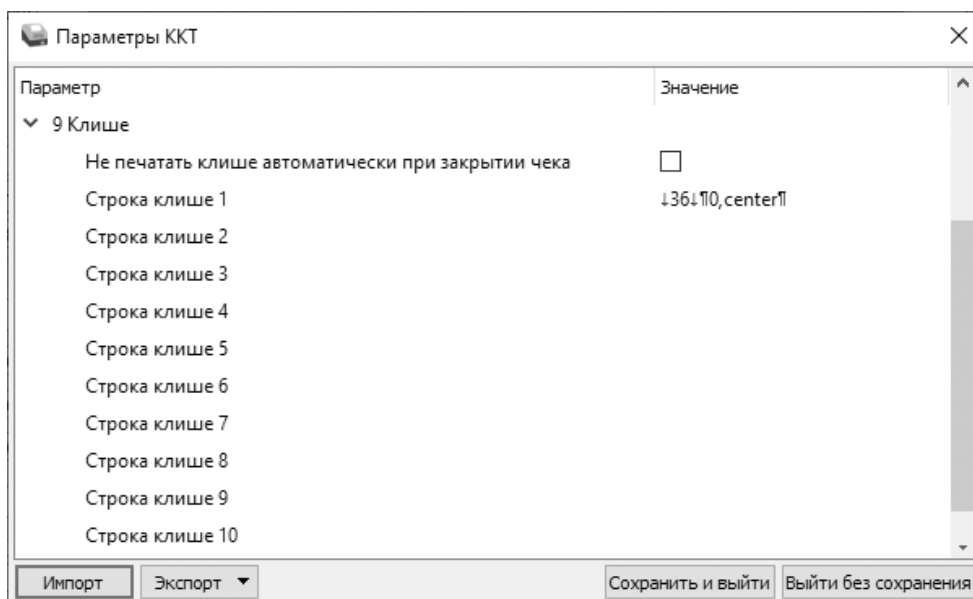 Параметры ККТ
Параметр Значение
9 Клише
Не печатать клише автоматически при закрытии чека
Строка клише 1 ↓36↓¶0,center¶
Строка клише 2
Строка клише 3
Строка клише 4
Строка клише 5
Строка клише 6
Строка клише 7
Строка клише 8
Строка клише 9
Строка клише 10
Импорт Экспорт Сохранить и выйти Выйти без сохранения